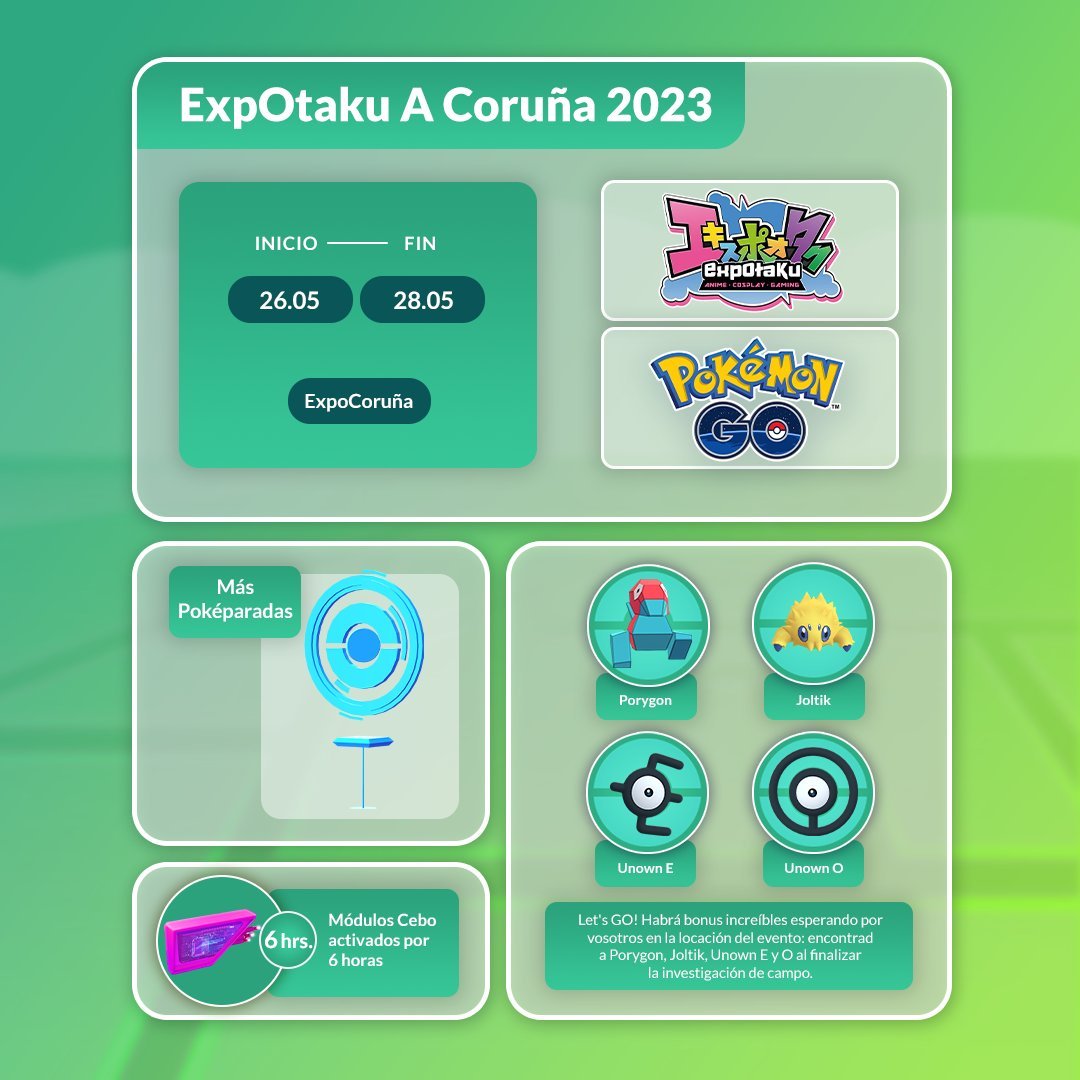 ExpOtaku A Coruña 2023
INICIO
FIN
26.05
28.05
ExpoCoruña
エキスポオタク
expotaku
ANIME · COSPLAY · GAMING
POKéMON
TM
GO
Más
Poképaradas
6 hrs.
Módulos Cebo
activados por
6 horas
Porygon
Joltik
Unown E
Unown O
Let's GO! Habrá bonus increíbles esperando por
vosotros en la locación del evento: encontrad
a Porygon, Joltik, Unown E y O al finalizar
la investigación de campo.